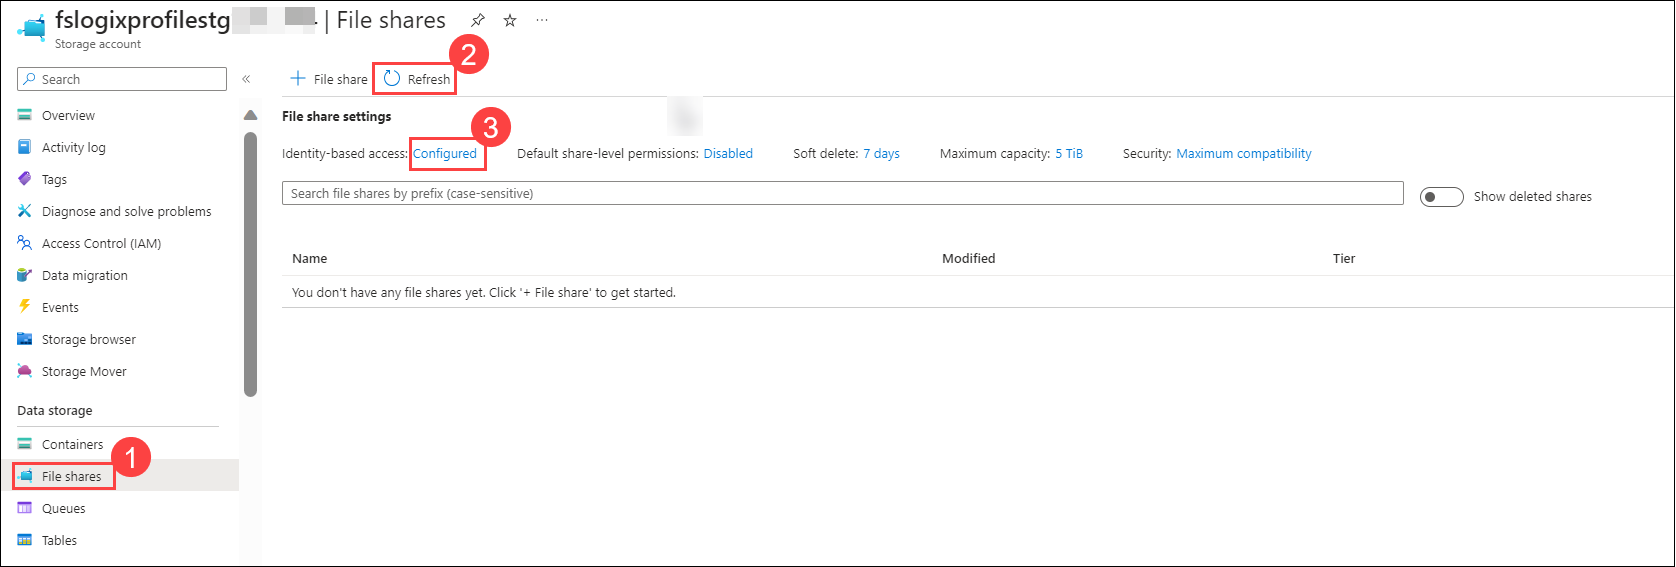 fslogixprofilestg | File shares
Storage account
2
Search
«
+ File share
Refresh
Overview
Activity log
Tags
Diagnose and solve problems
Access Control (IAM)
Data migration
Events
Storage browser
Storage Mover
Data storage
Containers
File shares
1
Queues
Tables
File share settings
3
Identity-based access: Configured
Default share-level permissions: Disabled
Soft delete: 7 days
Maximum capacity: 5 TiB
Security: Maximum compatibility
Search file shares by prefix (case-sensitive)
Show deleted shares
Name
Modified
Tier
You don't have any file shares yet. Click '+ File share' to get started.